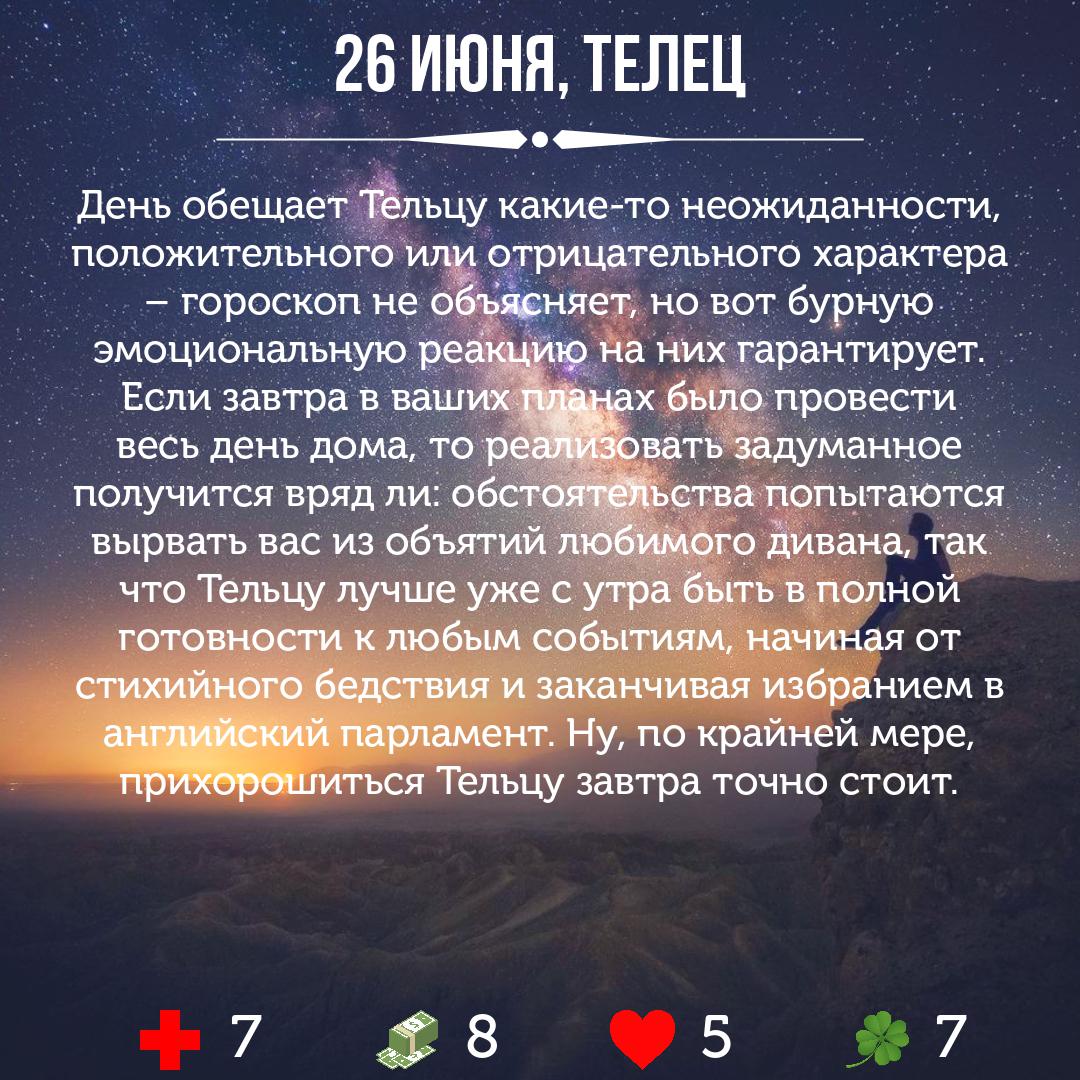 26 ИЮНЯ, ТЕЛЕЦ
День обещает Тельцу какие-то неожиданности,
положительного или отрицательного характера
– гороскоп не объясняет, но вот бурную
эмоциональную реакцию на них гарантирует.
Если завтра в ваших планах было провести
весь день дома, то реализовать задуманное
получится вряд ли: обстоятельства попытаются
вырвать вас из объятий любимого дивана, так
что Тельцу лучше уже с утра быть в полной
готовности к любым событиям, начиная от
стихийного бедствия и заканчивая избранием в
английский парламент. Ну, по крайней мере,
прихорошиться Тельцу завтра точно стоит.
7 8 5 7